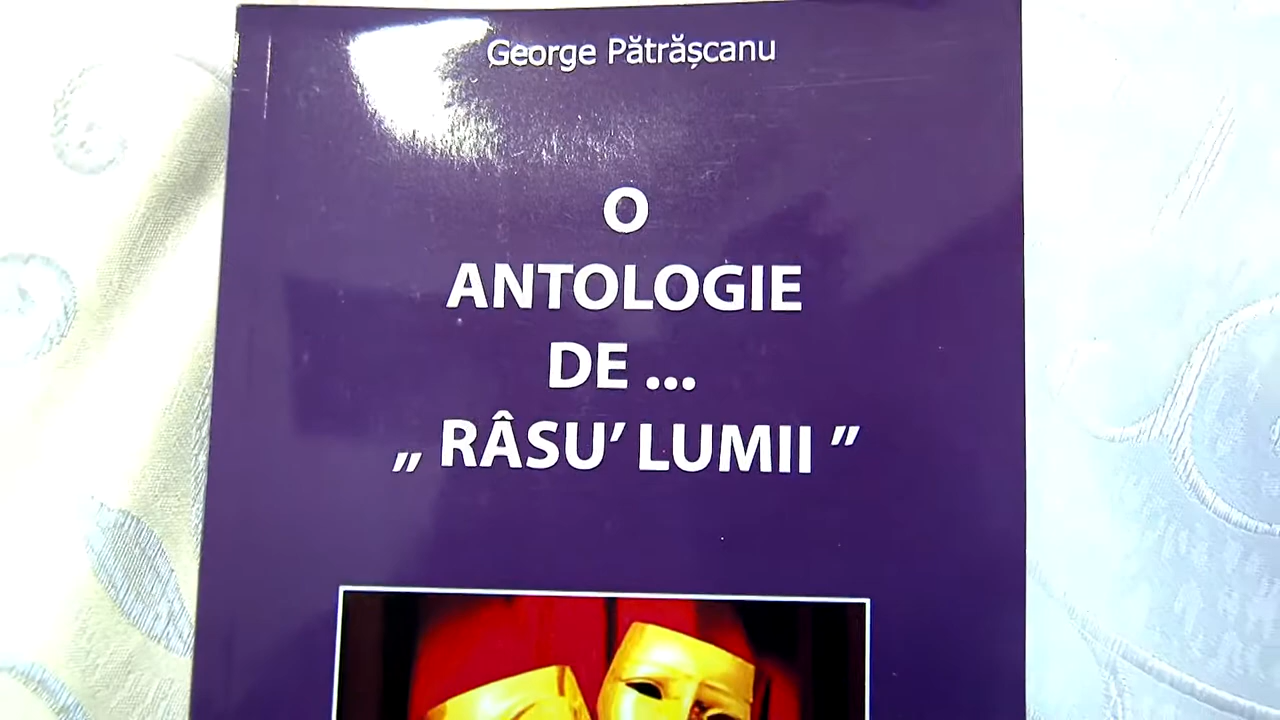 George Pătrășcanu
O
ANTOLOGIE
DE ...
„ RÂSU’ LUMII ”